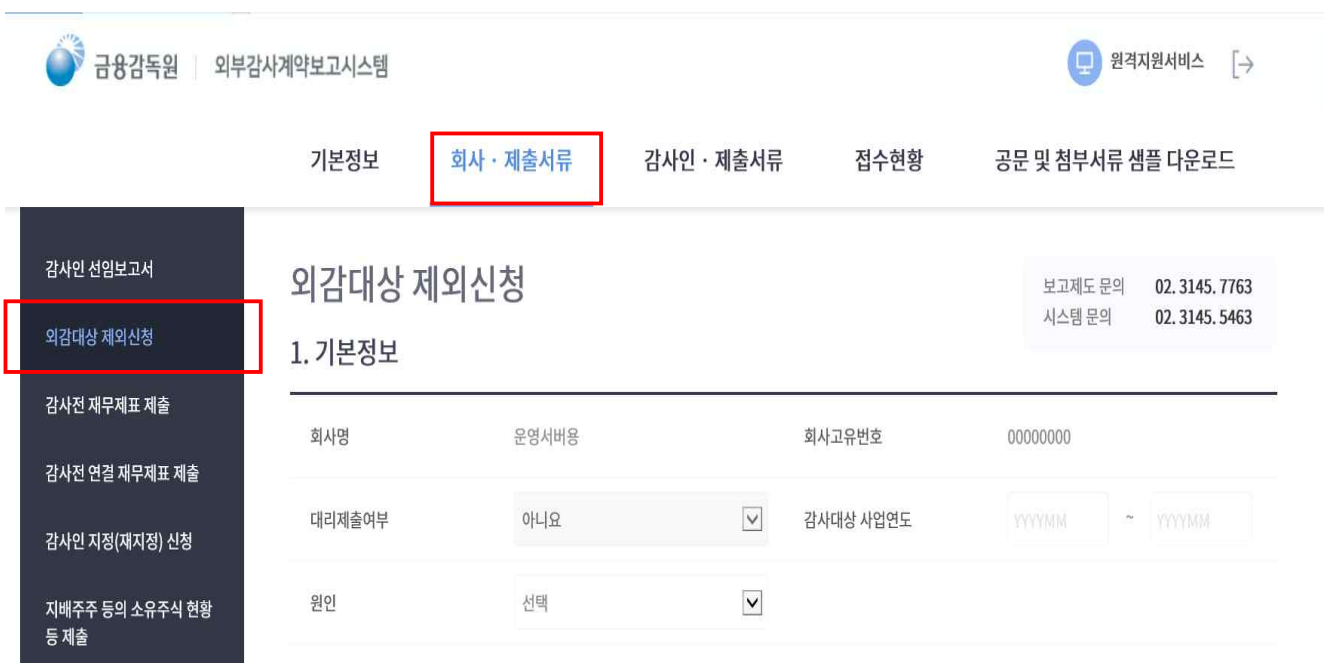 금융감독원 | 외부감사계약보고시스템
원격지원서비스
기본정보 회사 · 제출서류 감사인 · 제출서류 접수현황 공문 및 첨부서류 샘플 다운로드
감사인 선임보고서
외감대상 제외신청
감사전 재무제표 제출
감사전 연결 재무제표 제출
감사인 지정(재지정) 신청
지배주주 등의 소유주식 현황
등 제출
외감대상 제외신청
보고제도 문의 02. 3145. 7763
시스템 문의 02. 3145. 5463
1. 기본정보
회사명 운영서버용 회사고유번호 00000000
대리제출여부 아니요 감사대상 사업연도 YYYYMM ~ YYYYMM
원인 선택